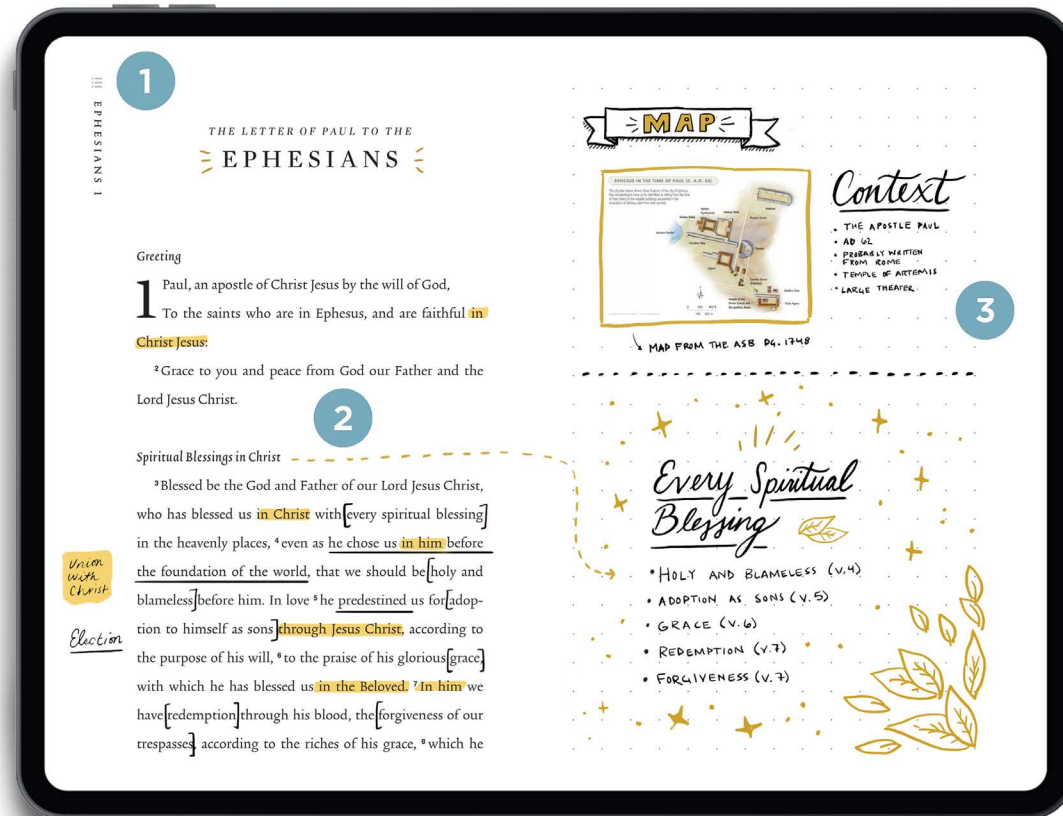 1
EPHESIANS 1
THE LETTER OF PAUL TO THE
EPHESIANS
Greeting
1 Paul, an apostle of Christ Jesus by the will of God,
To the saints who are in Ephesus, and are faithful in
Christ Jesus:
2 Grace to you and peace from God our Father and the
Lord Jesus Christ.
2
Spiritual Blessings in Christ
3 Blessed be the God and Father of our Lord Jesus Christ,
who has blessed us in Christ with [every spiritual blessing]
in the heavenly places, 4 even as he chose us in him before
the foundation of the world, that we should be [holy and
blameless] before him. In love 5 he predestined us for [adop-
tion to himself as sons] through Jesus Christ, according to
the purpose of his will, 6 to the praise of his glorious [grace,]
with which he has blessed us in the Beloved. 7 In him we
have [redemption] through his blood, the [forgiveness of our
trespasses], according to the riches of his grace, 8 which he
Union
with
Christ
Election
MAP
EPHESUS IN THE TIME OF PAUL (C. A.D. 60)
MAP FROM THE ASB PG. 1748
Context
• THE APOSTLE PAUL
• AD 62
• PROBABLY WRITTEN
FROM ROME
• TEMPLE OF ARTEMIS
• LARGE THEATER.
3
Every Spiritual
Blessing
• HOLY AND BLAMELESS (V.4)
• ADOPTION AS SONS (V.5)
• GRACE (V.6)
• REDEMPTION (V.7)
• FORGIVENESS (V.7)